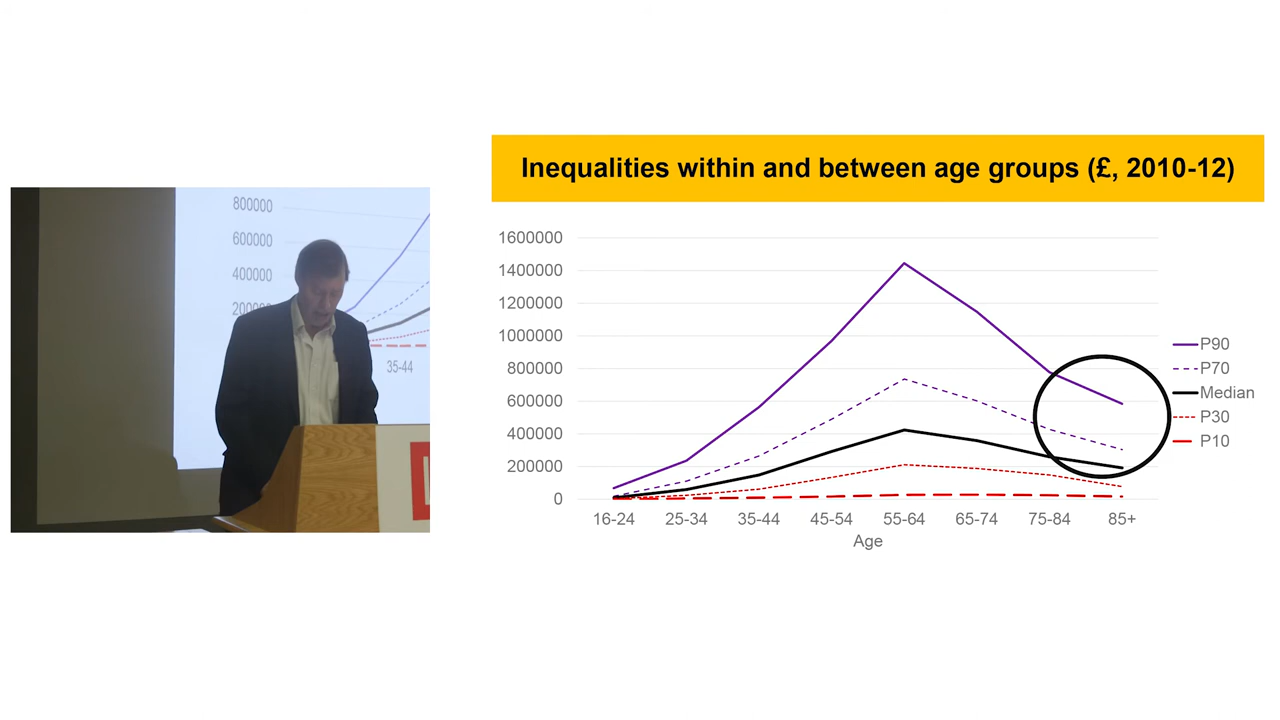 Inequalities within and between age groups (£, 2010-12)
800000
600000
400000
35-44
1600000
1400000
1200000
1000000
800000
600000
400000
200000
0
16-24 25-34 35-44 45-54 55-64 65-74 75-84 85+
Age
P90
P70
Median
P30
P10